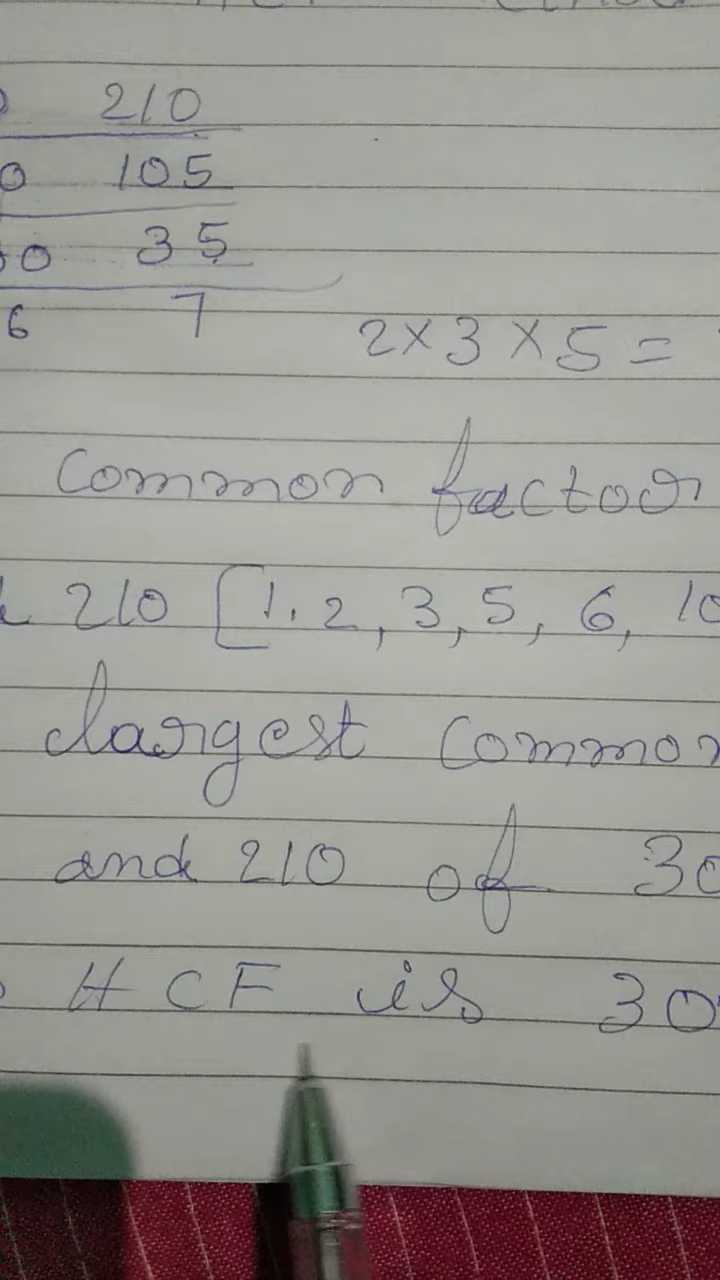 210
0 105
30 35
6 7
2×3×5=
Common factor
210 [1, 2, 3, 5, 6, 10
largest common
and 210 of 30
HCF is 30